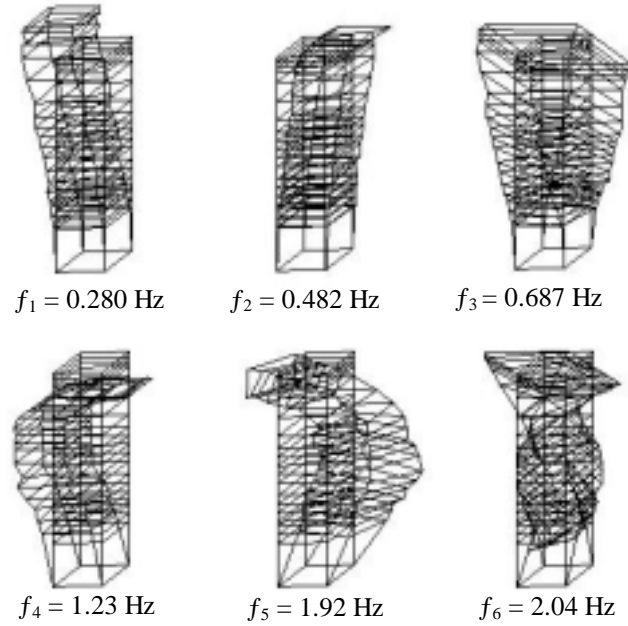 f₁ = 0.280 Hz
f₂ = 0.482 Hz
f₃ = 0.687 Hz
f₄ = 1.23 Hz
f₅ = 1.92 Hz
f₆ = 2.04 Hz